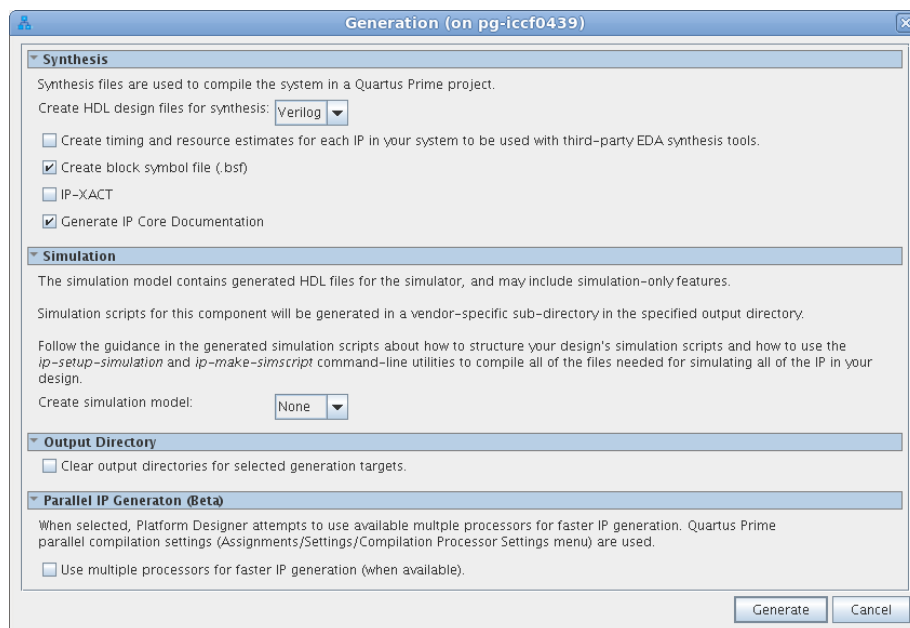 Generation (on pg-iccf0439)
Synthesis
Synthesis files are used to compile the system in a Quartus Prime project.
Create HDL design files for synthesis: Verilog
Create timing and resource estimates for each IP in your system to be used with third-party EDA synthesis tools.
Create block symbol file (.bsf)
IP-XACT
Generate IP Core Documentation
Simulation
The simulation model contains generated HDL files for the simulator, and may include simulation-only features.
Simulation scripts for this component will be generated in a vendor-specific sub-directory in the specified output directory.
Follow the guidance in the generated simulation scripts about how to structure your design's simulation scripts and how to use the
ip-setup-simulation and ip-make-simscript command-line utilities to compile all of the files needed for simulating all of the IP in your
design.
Create simulation model: None
Output Directory
Clear output directories for selected generation targets.
Parallel IP Generaton (Beta)
When selected, Platform Designer attempts to use available multple processors for faster IP generation. Quartus Prime
parallel compilation settings (Assignments/Settings/Compilation Processor Settings menu) are used.
Use multiple processors for faster IP generation (when available).
Generate Cancel